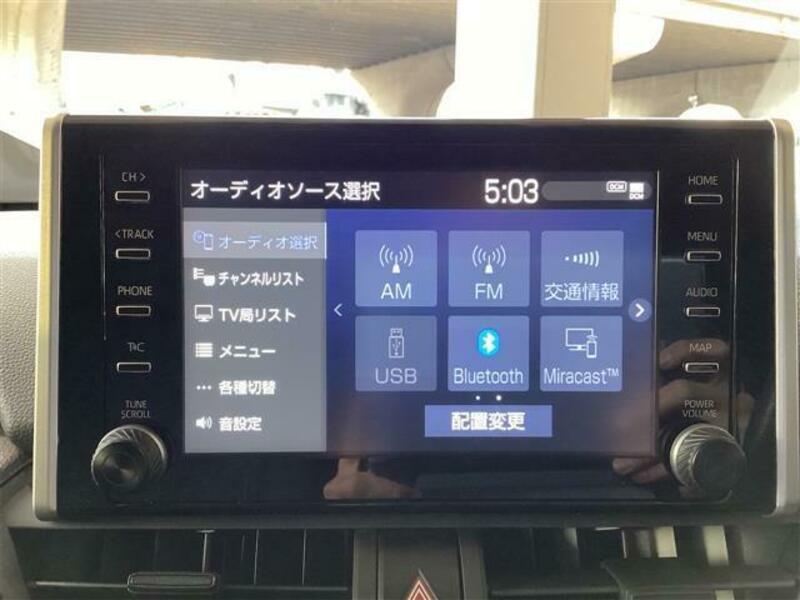 CH >
< TRACK
PHONE
T&C
TUNE
SCROLL
オーディオソース選択 5:03 DCM
DCM
オーディオ選択
チャンネルリスト
TV局リスト
メニュー
各種切替
音設定
AM FM 交通情報
USB Bluetooth Miracast™
配置変更
HOME
MENU
AUDIO
MAP
POWER
VOLUME